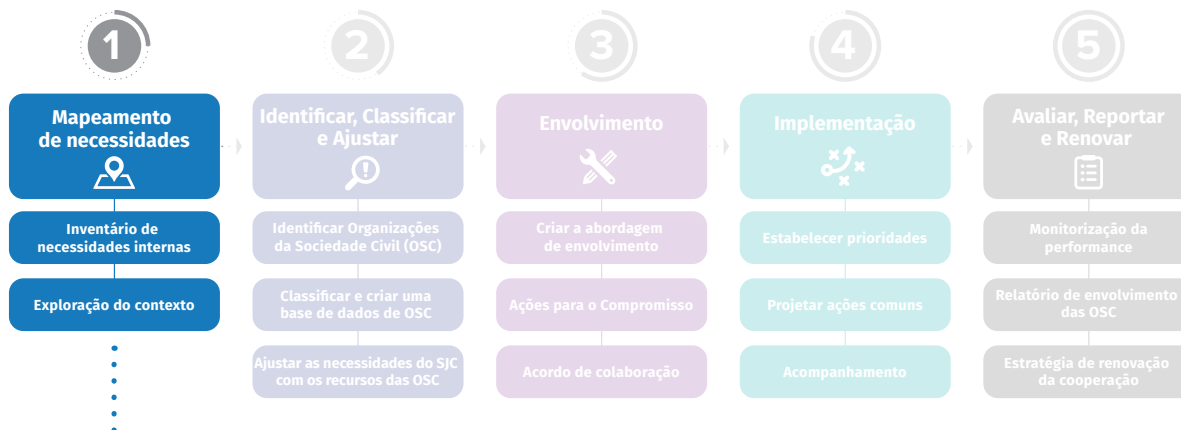 1
Mapeamento
de necessidades
Inventário de
necessidades internas
Exploração do contexto
2
Identificar, Classificar
e Ajustar
Identificar Organizações
da Sociedade Civil (OSC)
Classificar e criar uma
base de dados de OSC
Ajustar as necessidades do SJC
com os recursos das OSC
3
Envolvimento
Criar a abordagem
de envolvimento
Ações para o Compromisso
Acordo de colaboração
4
Implementação
Estabelecer prioridades
Projetar ações comuns
Acompanhamento
5
Avaliar, Reportar
e Renovar
Monitorização da
performance
Relatório de envolvimento
das OSC
Estratégia de renovação
da cooperação